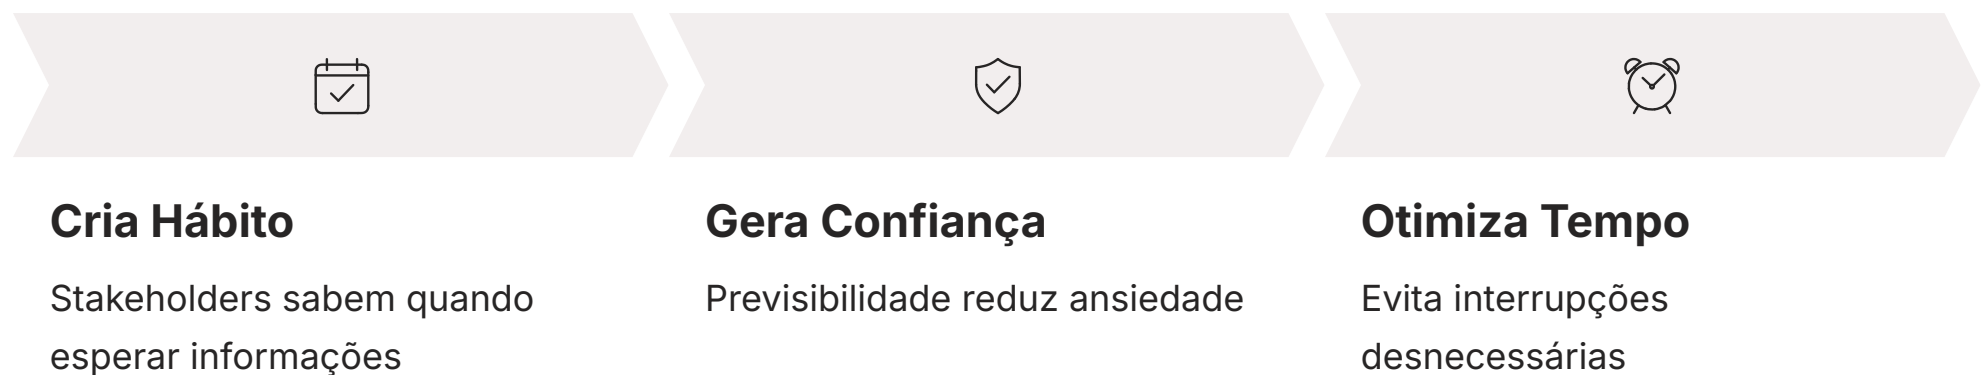 Cria Hábito
Stakeholders sabem quando
esperar informações
Gera Confiança
Previsibilidade reduz ansiedade
Otimiza Tempo
Evita interrupções
desnecessárias